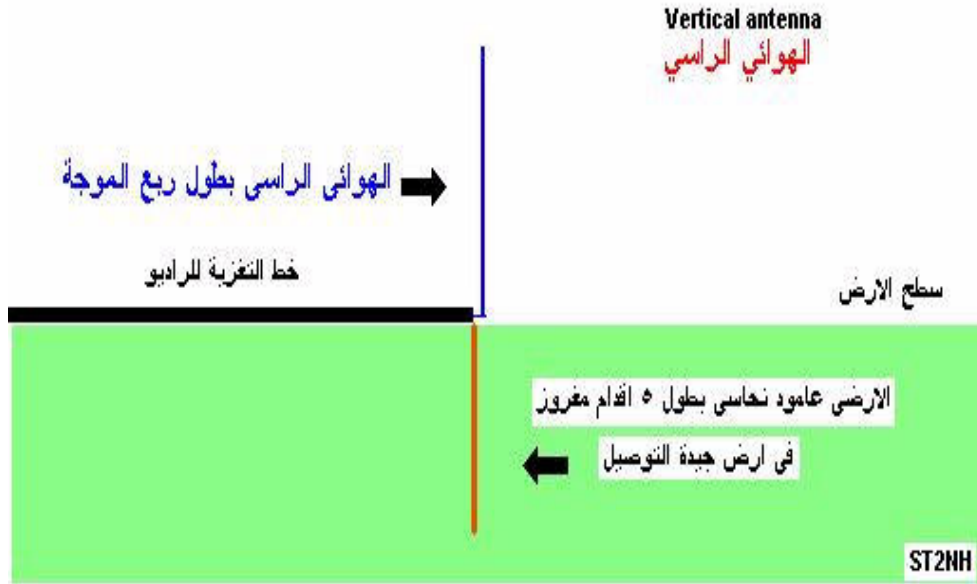 Vertical antenna
الهوائي الراسي
الهوائى الراسى بطول ربع الموجة
خط التغزية للراديو
سطح الارض
الارضى عامود نحاسى بطول ٥ اقدام مغروز
فى ارض جيدة التوصيل
ST2NH